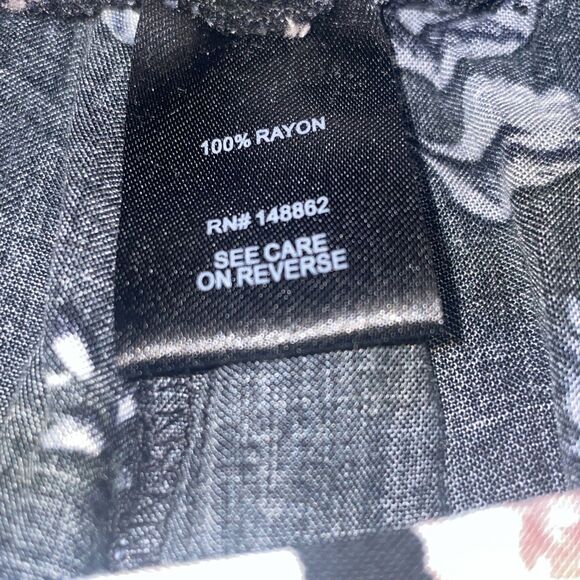 100% RAYON
RN# 148862
SEE CARE
ON REVERSE